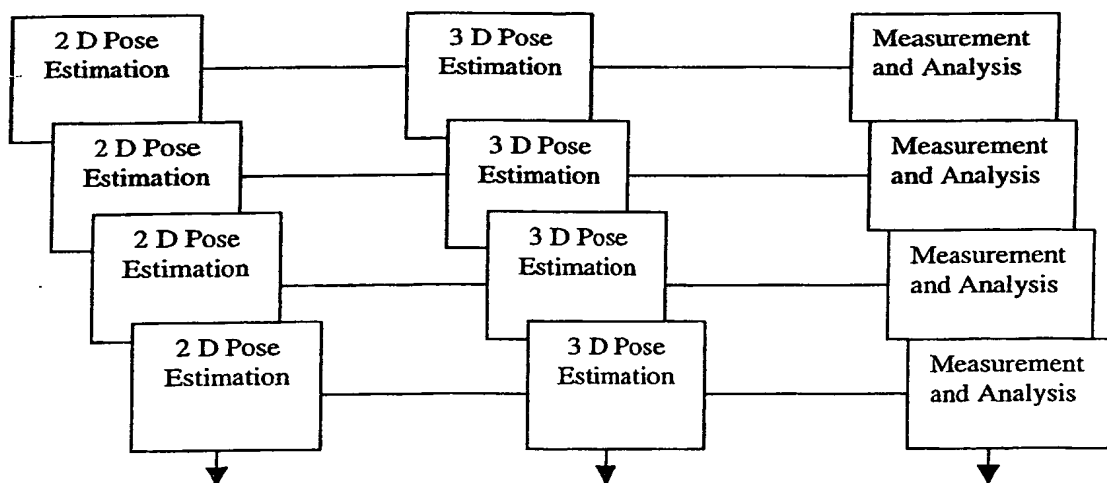 2 D Pose
Estimation
3 D Pose
Estimation
Measurement
and Analysis
2 D Pose
Estimation
3 D Pose
Estimation
Measurement
and Analysis
2 D Pose
Estimation
3 D Pose
Estimation
Measurement
and Analysis
2 D Pose
Estimation
3 D Pose
Estimation
Measurement
and Analysis